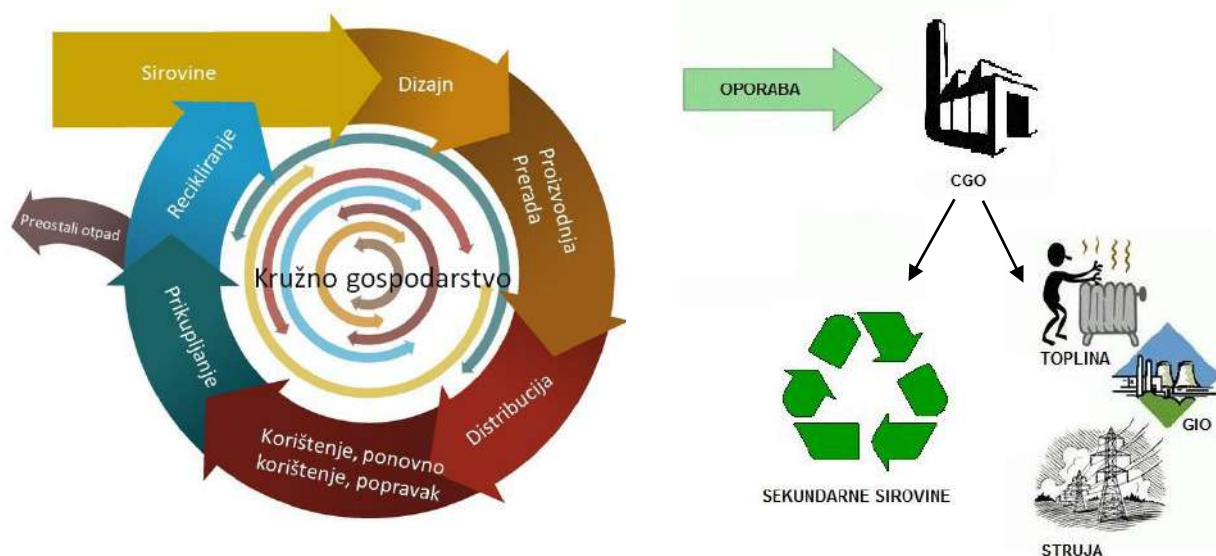 Sirovine
Dizajn
Proizvodnja
Prerada
Distribucija
Korištenje, ponovno
korištenje, popravak
Prikupljanje
Recikliranje
Preostali otpad
Kružno gospodarstvo
OPORABA
CGO
SEKUNDARNE SIROVINE
TOPLINA
GIO
STRUJA